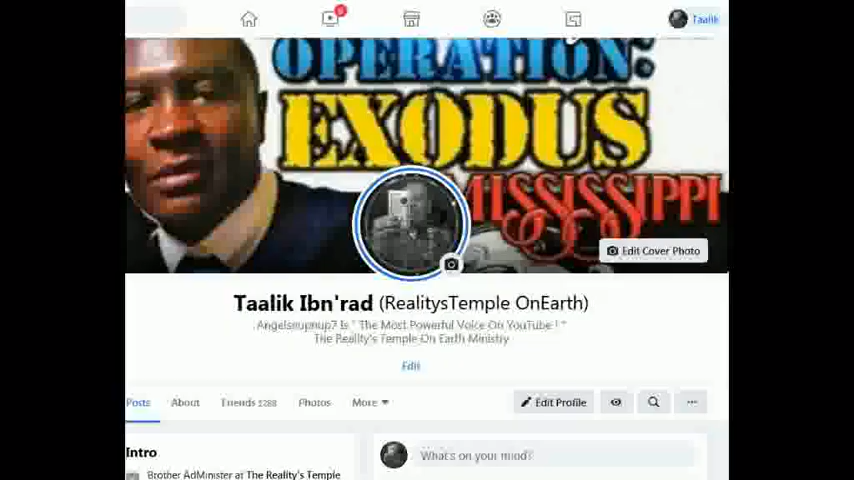 Taalik
OPERATION:
EXODUS
MISSISSIPPI
Edit Cover Photo
Taalik Ibn'rad (RealitysTemple OnEarth)
Angelsnupnup7 Is " The Most Powerful Voice On YouTube ! "
The Reality's Temple On Earth Ministry
Edit
Posts About Friends 1288 Photos More
Edit Profile
Intro
What's on your mind?
Brother AdMinister at The Reality's Temple